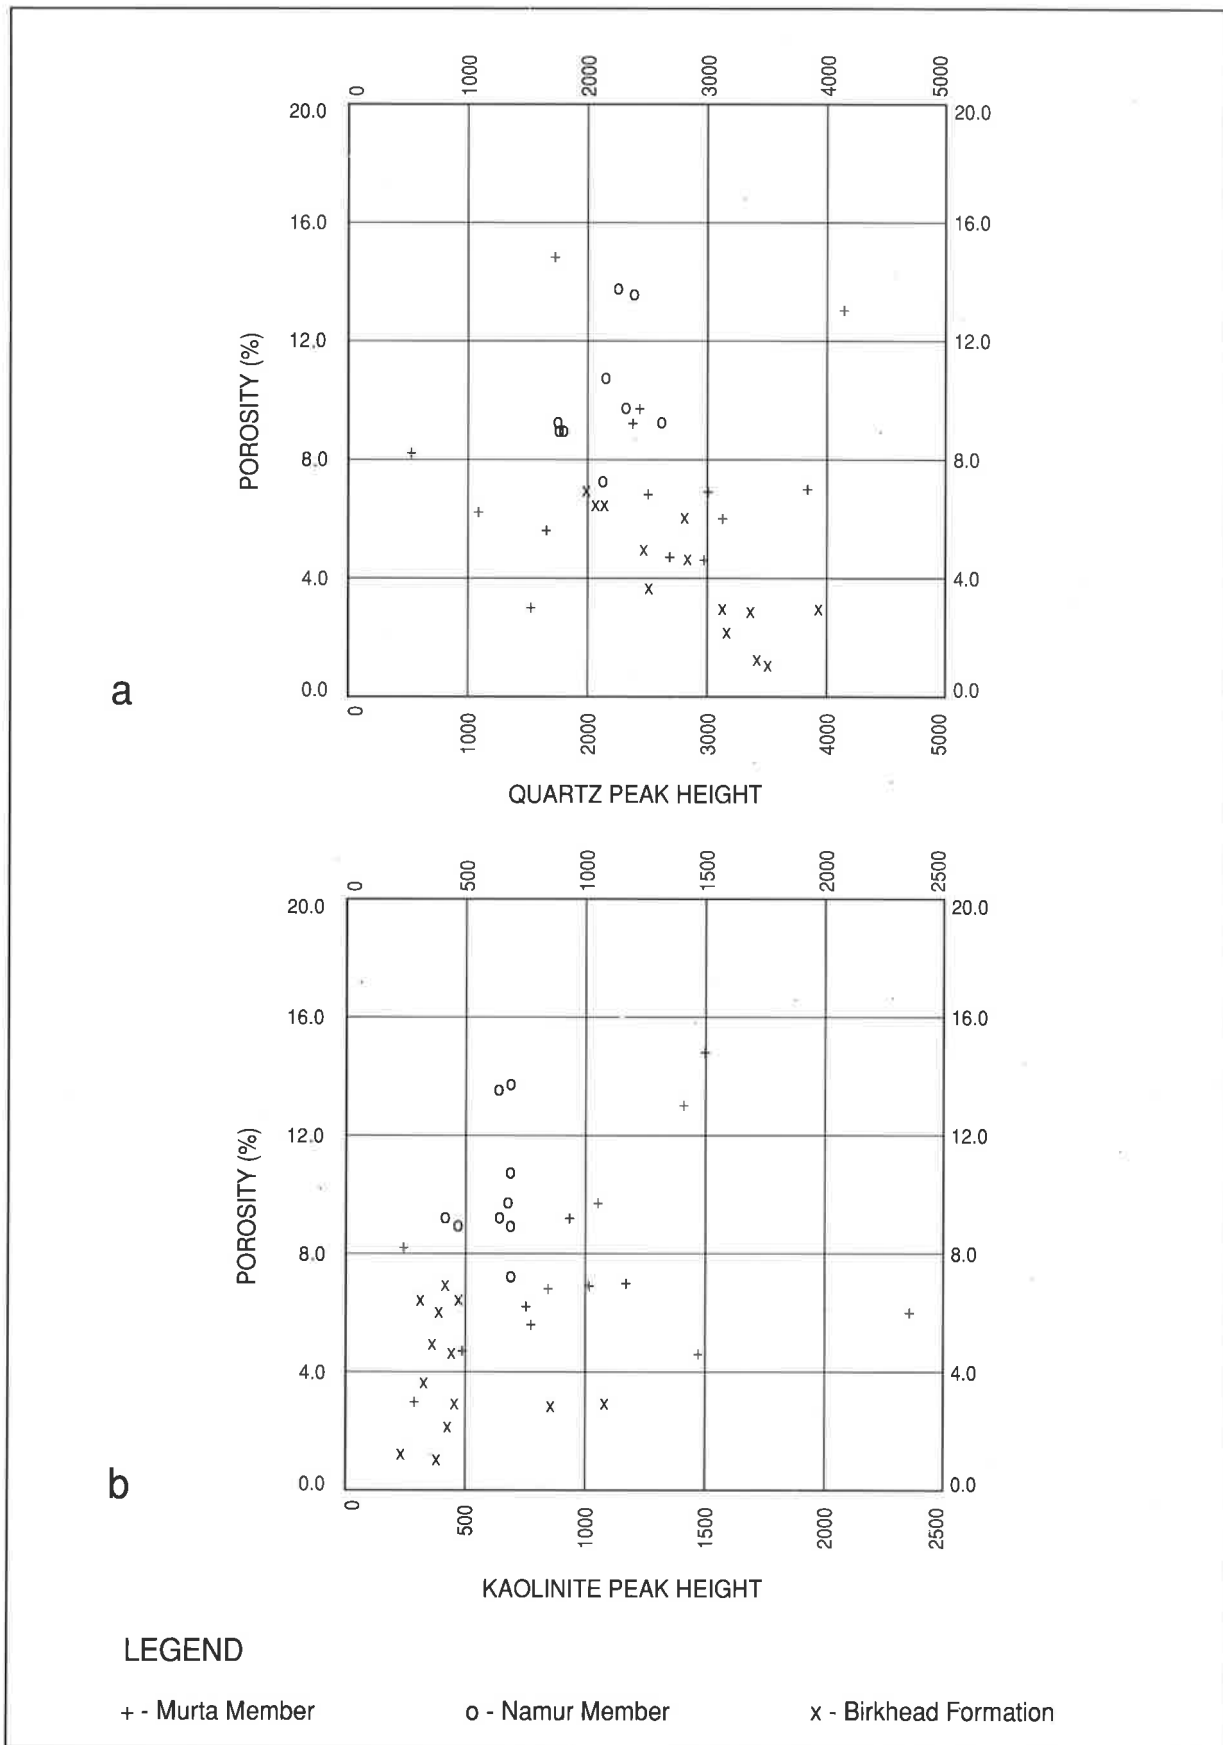 0 1000 2000 3000 4000 5000
20.0 20.0
16.0 16.0
12.0 12.0
POROSITY (%)
8.0 8.0
4.0 4.0
a
0.0 0.0
0 1000 2000 3000 4000 5000
QUARTZ PEAK HEIGHT
0 500 1000 1500 2000 2500
20.0 20.0
16.0 16.0
12.0 12.0
POROSITY (%)
8.0 8.0
4.0 4.0
b
0.0 0.0
0 500 1000 1500 2000 2500
KAOLINITE PEAK HEIGHT
LEGEND
+ - Murta Member o - Namur Member x - Birkhead Formation